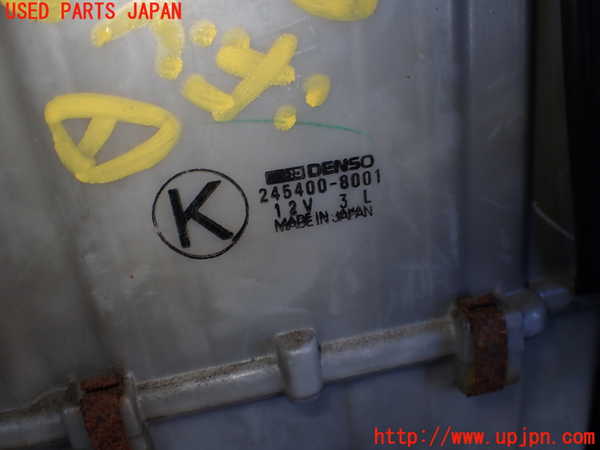 USED PARTS JAPAN
DENSO
245400-8001
K
12V 3 L
MADE IN JAPAN
http://www.upjpn.com/